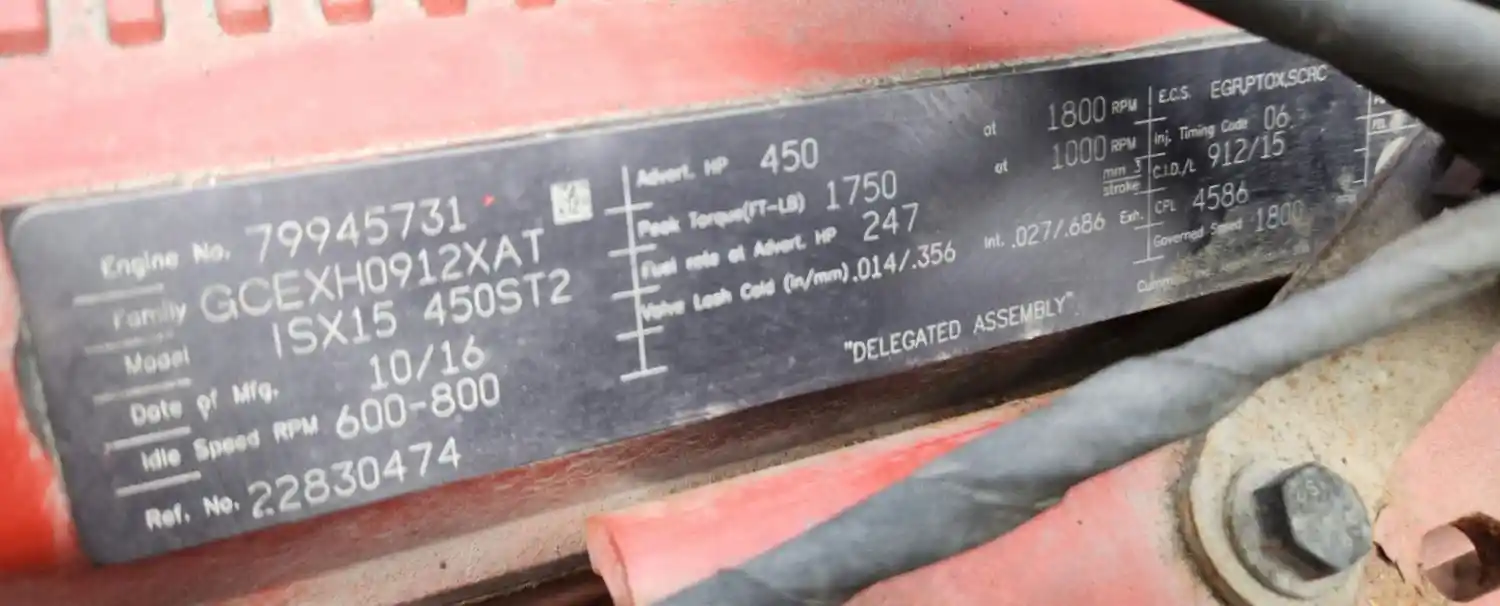 Engine No. 79945731
Family GCEXH0912XAT
Model ISX15 450ST2
Date of Mfg. 10/16
Idle Speed RPM 600-800
Ref. No. 22830474
Advert. HP 450 at 1800 RPM
Peak Torque(FT-LB) 1750 at 1000 RPM
Fuel rate at Advert. HP 247 mm 3 stroke
Valve Lash Cold (in/mm) .014/.356 Int. .027/.686 Exh.
"DELEGATED ASSEMBLY"
E.C.S. EGR,PTOX,SCRC
Inj. Timing Code 06
C.I.D./L 912/15
CPL 4586
Governed Speed 1800